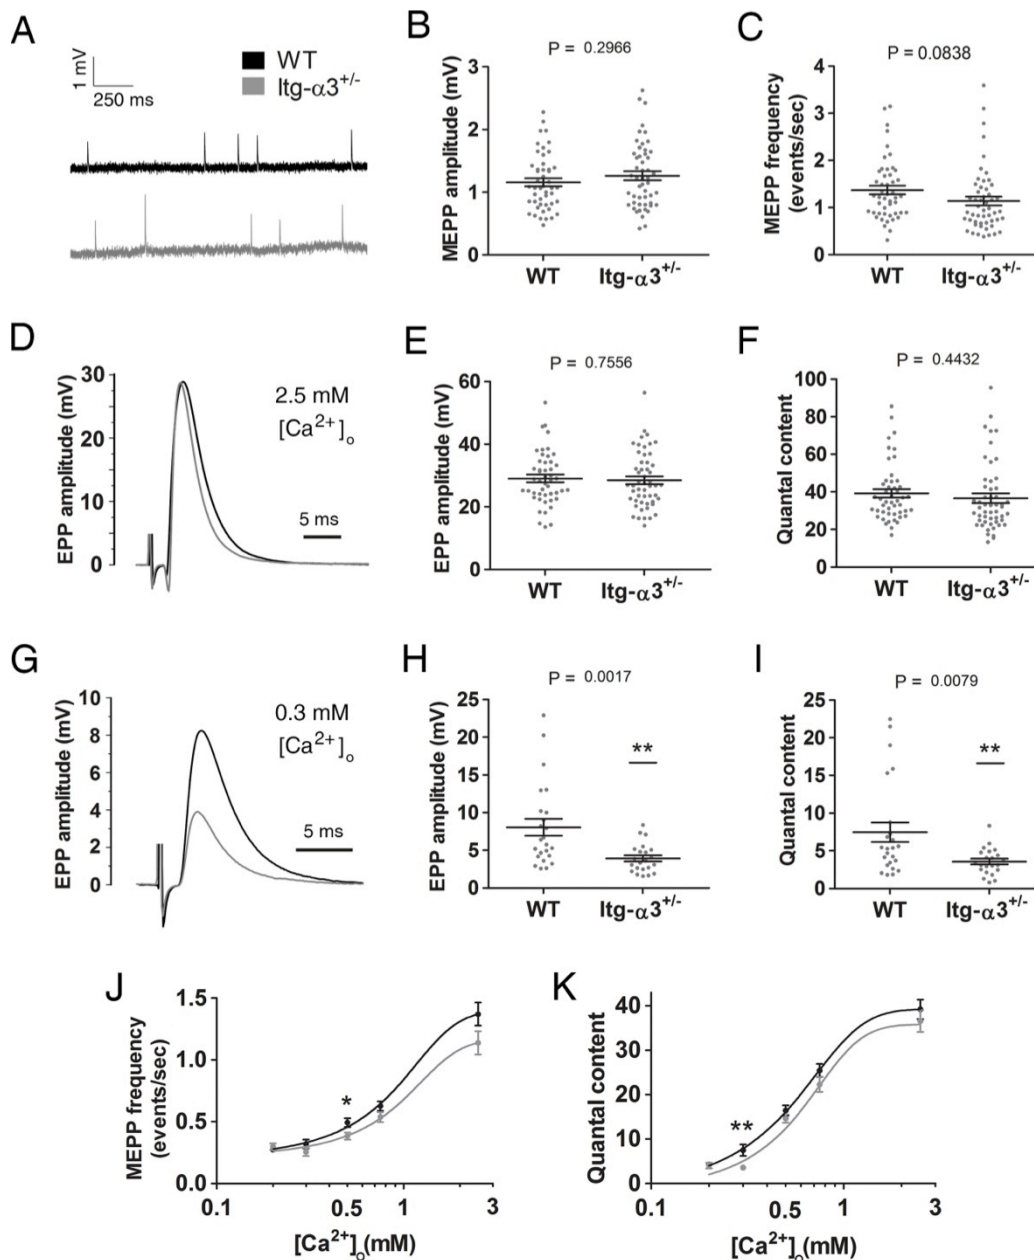 A
1 mV
250 ms
WT
Itg-α3+/-
B
P = 0.2966
MEPP amplitude (mV)
3
2
1
0
WT
Itg-α3+/-
C
P = 0.0838
MEPP frequency
(events/sec)
4
3
2
1
0
WT
Itg-α3+/-
D
EPP amplitude (mV)
30
20
10
0
2.5 mM
[Ca2+]o
5 ms
E
P = 0.7556
EPP amplitude (mV)
60
40
20
0
WT
Itg-α3+/-
F
P = 0.4432
Quantal content
100
80
60
40
20
0
WT
Itg-α3+/-
G
EPP amplitude (mV)
10
8
6
4
2
0
0.3 mM
[Ca2+]o
5 ms
H
P = 0.0017
EPP amplitude (mV)
25
20
15
10
5
0
**
WT
Itg-α3+/-
I
P = 0.0079
Quantal content
25
20
15
10
5
0
**
WT
Itg-α3+/-
J
MEPP frequency
(events/sec)
1.5
1.0
0.5
0.0
*
0.1
0.5
1
3
[Ca2+]o(mM)
K
Quantal content
40
30
20
10
0
**
0.1
0.5
1
3
[Ca2+]o(mM)